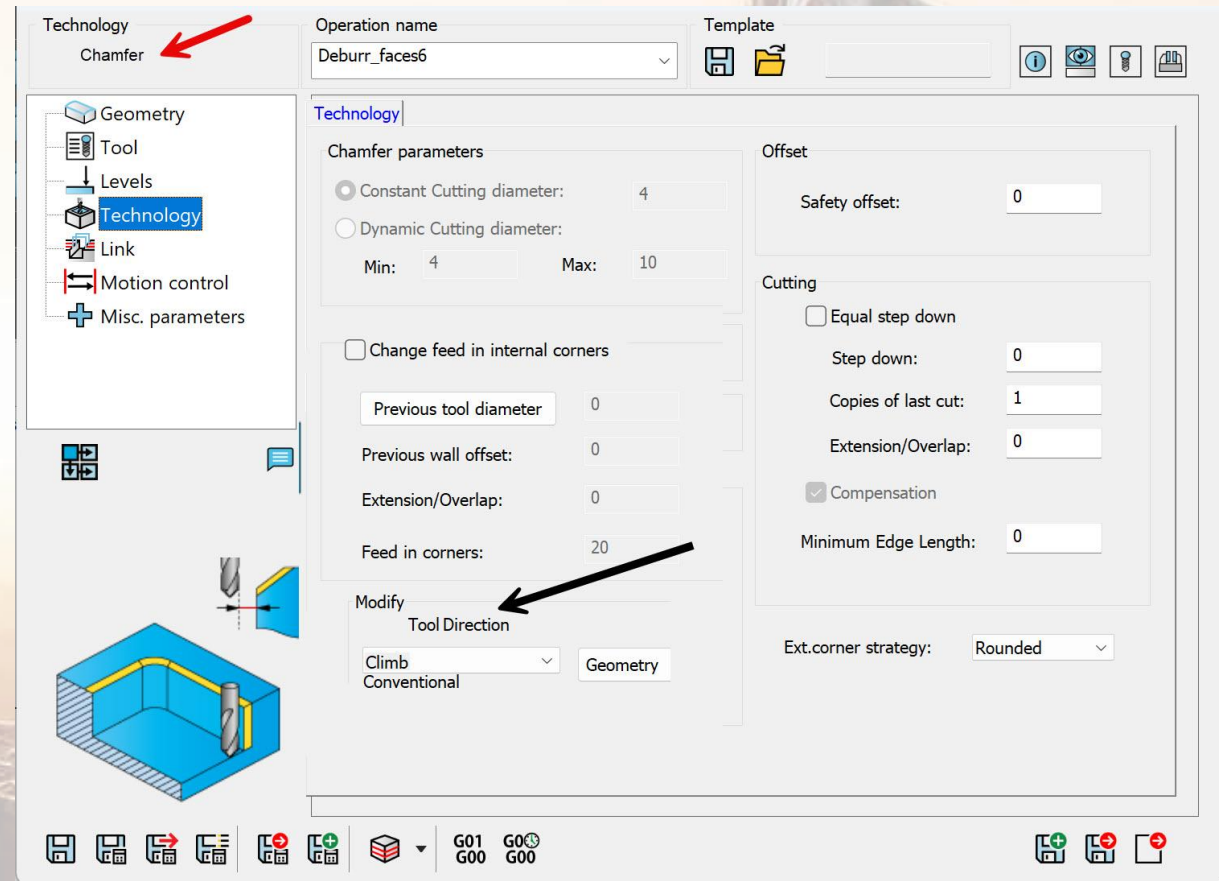 Technology
Chamfer
Operation name
Deburr_faces6
Template
Geometry
Tool
Levels
Technology
Link
Motion control
Misc. parameters
Technology
Chamfer parameters
Constant Cutting diameter: 4
Dynamic Cutting diameter:
Min: 4 Max: 10
Change feed in internal corners
Previous tool diameter 0
Previous wall offset: 0
Extension/Overlap: 0
Feed in corners: 20
Modify
Tool Direction
Climb
Geometry
Conventional
Offset
Safety offset: 0
Cutting
Equal step down
Step down: 0
Copies of last cut: 1
Extension/Overlap: 0
Compensation
Minimum Edge Length: 0
Ext.corner strategy: Rounded
G01 G00
G00 G00